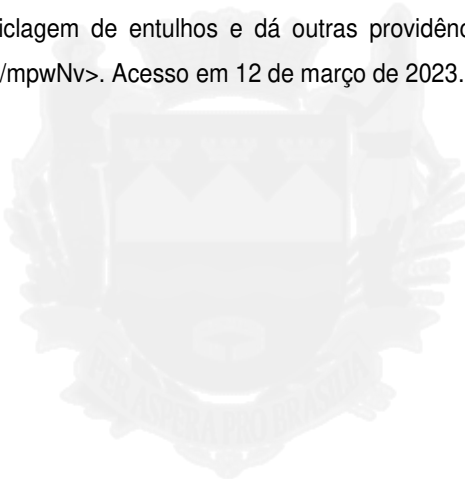 iclagem de entulhos e dá outras providênc
/mpwNv>. Acesso em 12 de março de 2023.
PER ASPERA PRO BRASILIA